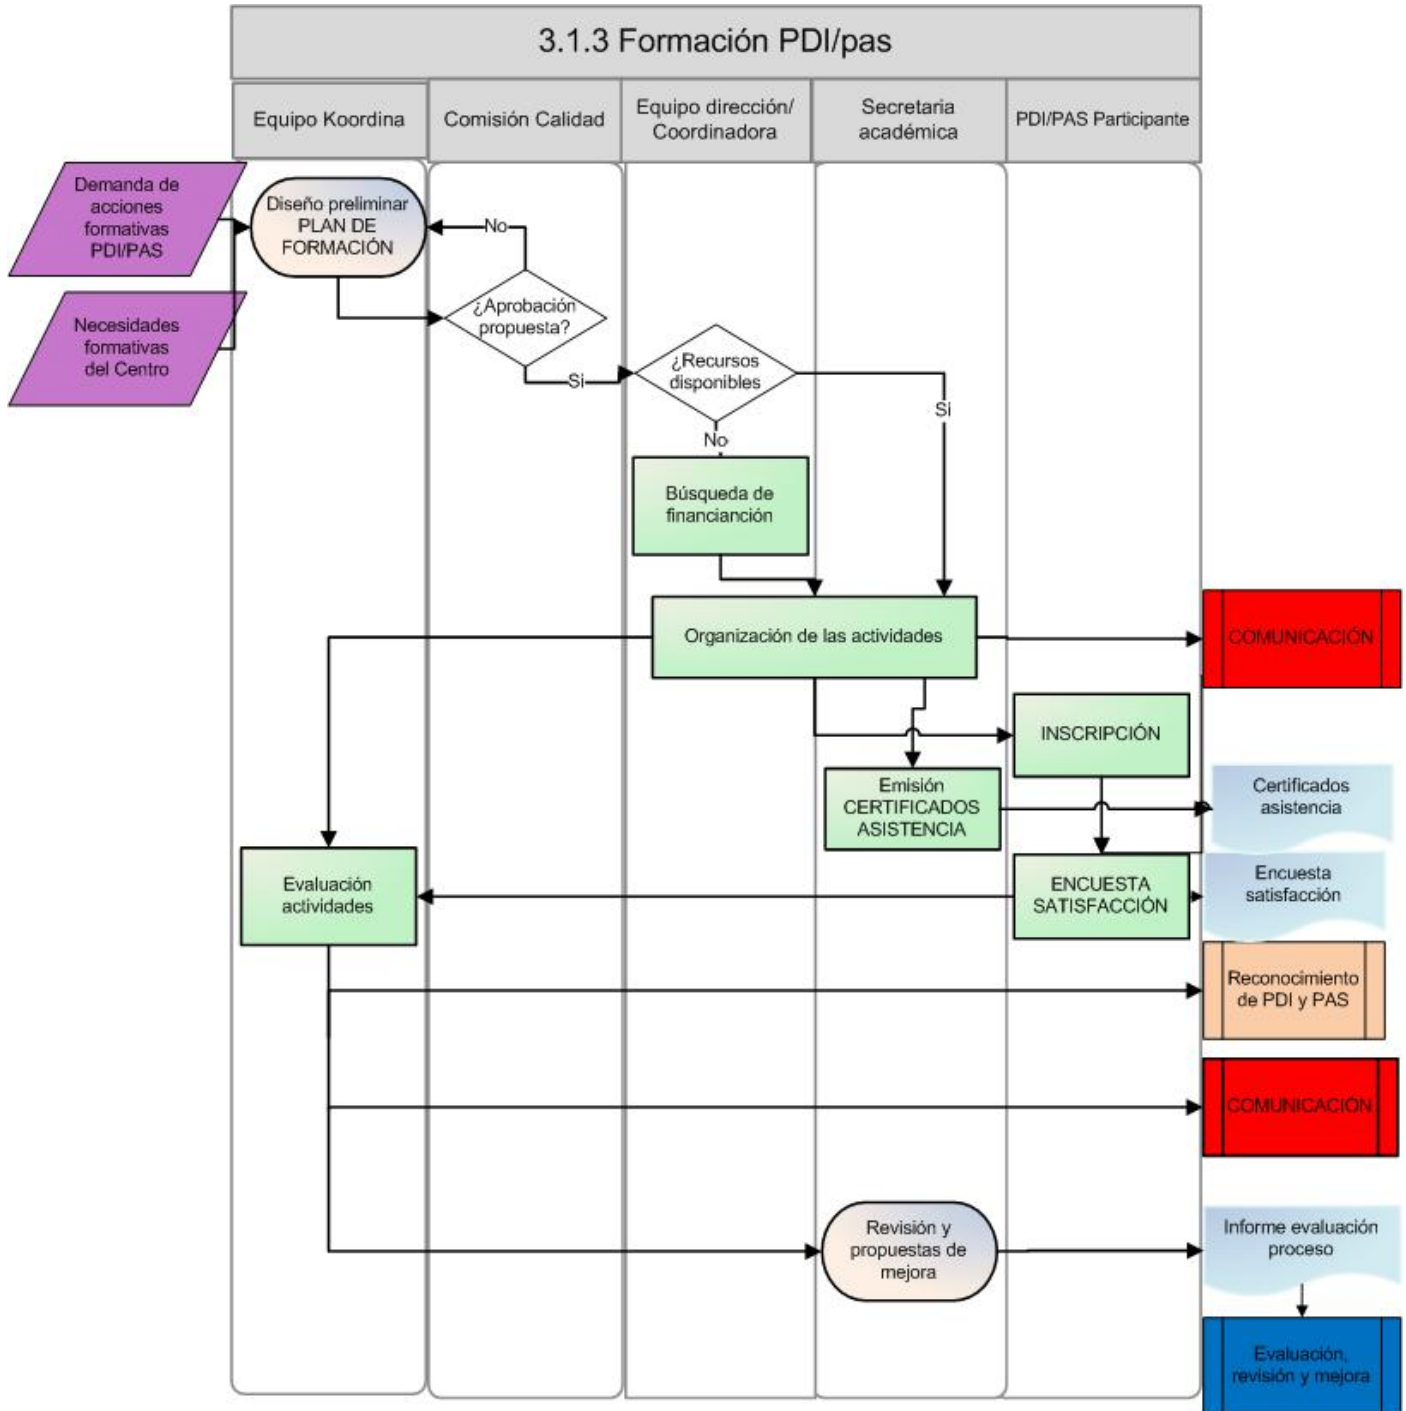 3.1.3 Formación PDI/pas
Equipo Koordina
Comisión Calidad
Equipo dirección/
Coordinadora
Secretaria
académica
PDI/PAS Participante
Demanda de
acciones
formativas
PDI/PAS
Diseño preliminar
PLAN DE
FORMACIÓN
No
Necesidades
formativas
del Centro
¿Aprobación
propuesta?
Si
¿Recursos
disponibles
Si
No
Búsqueda de
financianción
Organización de las actividades
COMUNICACIÓN
INSCRIPCIÓN
Emisión
CERTIFICADOS
ASISTENCIA
Certificados
asistencia
Evaluación
actividades
ENCUESTA
SATISFACCIÓN
Encuesta
satisfacción
Reconocimiento
de PDI y PAS
COMUNICACIÓN
Revisión y
propuestas de
mejora
Informe evaluación
proceso
Evaluación,
revisión y mejora